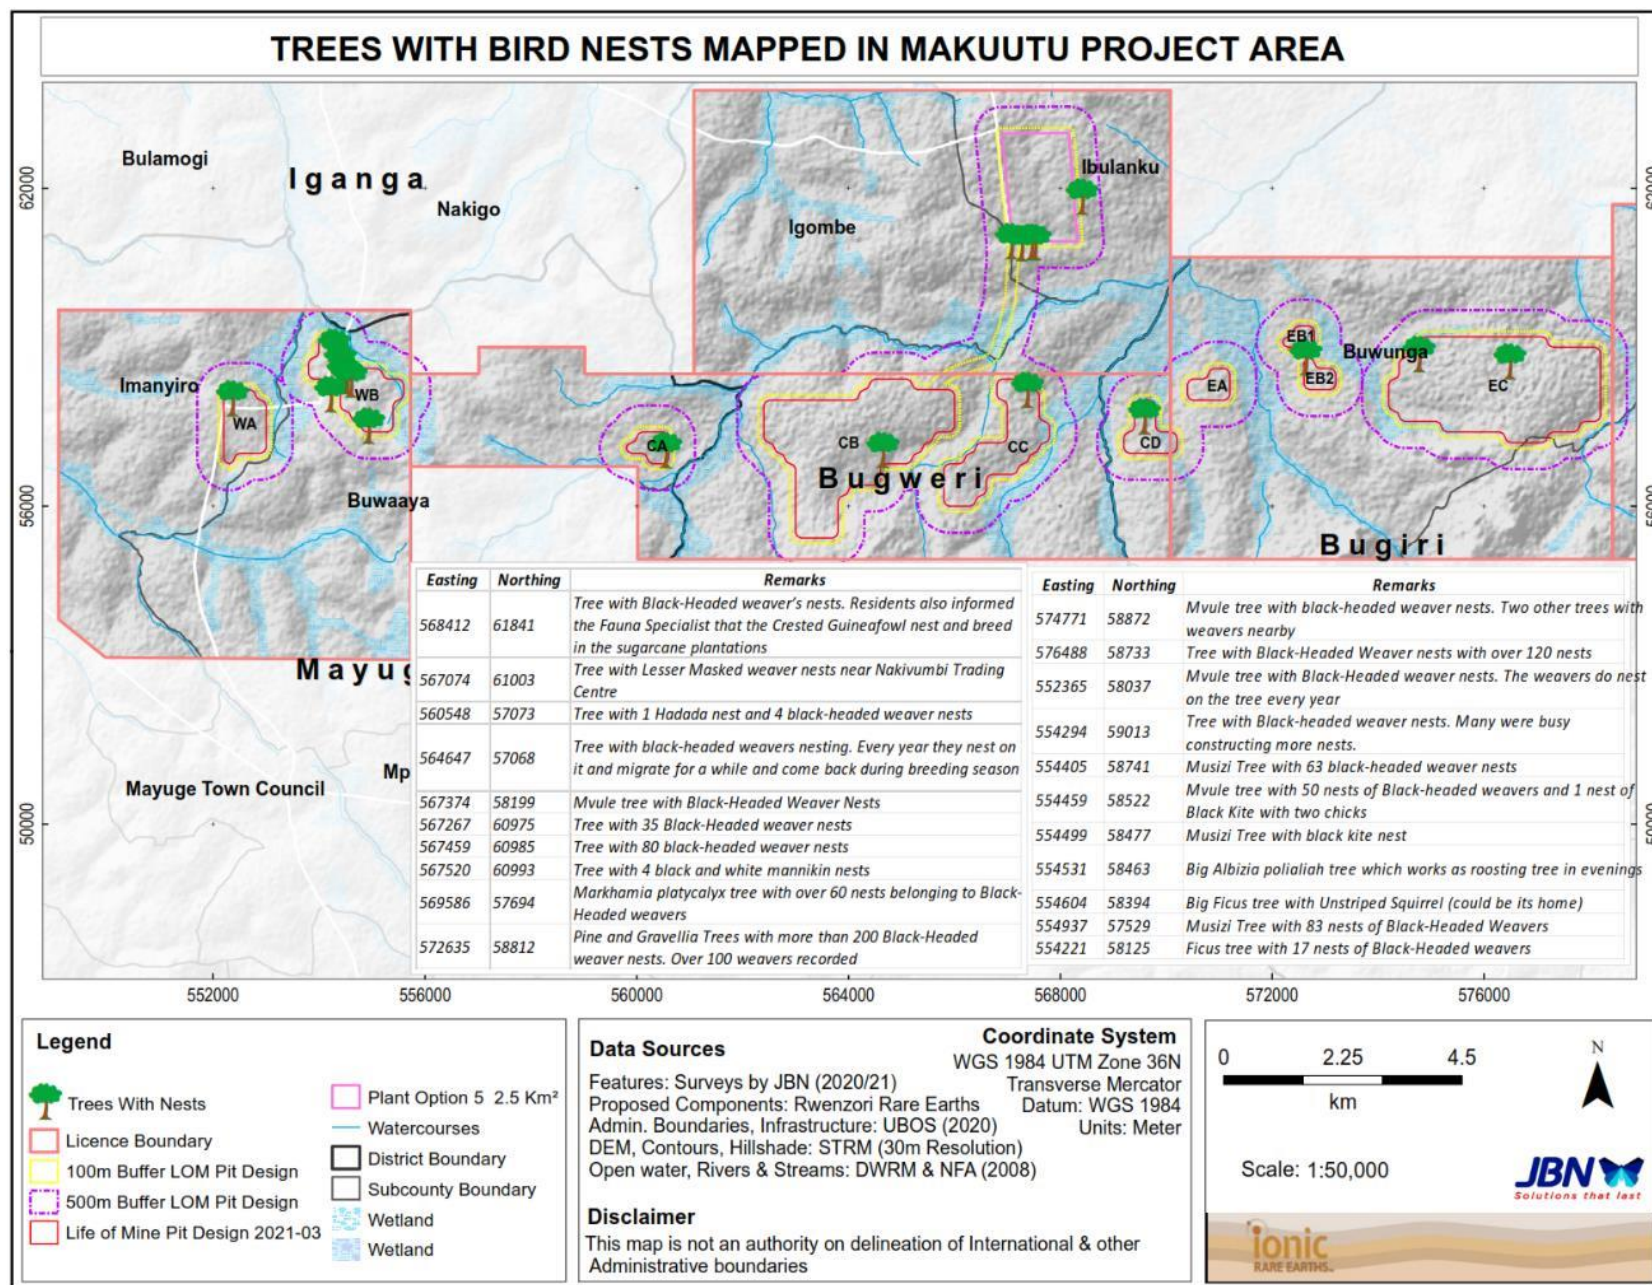 TREES WITH BIRD NESTS MAPPED IN MAKUUTU PROJECT AREA
62000
56000
50000
Bulamogi
Iganga
Nakigo
Igombe
Ibulanku
Imanyiro
WA
WB
Buwaaya
CA
CB
CC
CD
Bugweri
EA
EB1
EB2
Buwunga
EC
Bugiri
Mayug
Mayuge Town Council
Mp
Easting Northing Remarks
568412 61841 Tree with Black-Headed weaver's nests. Residents also informed
the Fauna Specialist that the Crested Guineafowl nest and breed
in the sugarcane plantations
567074 61003 Tree with Lesser Masked weaver nests near Nakivumbi Trading
Centre
560548 57073 Tree with 1 Hadada nest and 4 black-headed weaver nests
564647 57068 Tree with black-headed weavers nesting. Every year they nest on
it and migrate for a while and come back during breeding season
567374 58199 Mvule tree with Black-Headed Weaver Nests
567267 60975 Tree with 35 Black-Headed weaver nests
567459 60985 Tree with 80 black-headed weaver nests
567520 60993 Tree with 4 black and white mannikin nests
569586 57694 Markhamia platycalyx tree with over 60 nests belonging to Black-
Headed weavers
572635 58812 Pine and Gravellia Trees with more than 200 Black-Headed
weaver nests. Over 100 weavers recorded
Easting Northing Remarks
574771 58872 Mvule tree with black-headed weaver nests. Two other trees with
weavers nearby
576488 58733 Tree with Black-Headed Weaver nests with over 120 nests
552365 58037 Mvule tree with Black-Headed weaver nests. The weavers do nest
on the tree every year
554294 59013 Tree with Black-headed weaver nests. Many were busy
constructing more nests.
554405 58741 Musizi Tree with 63 black-headed weaver nests
554459 58522 Mvule tree with 50 nests of Black-headed weavers and 1 nest of
Black Kite with two chicks
554499 58477 Musizi Tree with black kite nest
554531 58463 Big Albizia polialiah tree which works as roosting tree in evenings
554604 58394 Big Ficus tree with Unstriped Squirrel (could be its home)
554937 57529 Musizi Tree with 83 nests of Black-Headed Weavers
554221 58125 Ficus tree with 17 nests of Black-Headed weavers
552000 556000 560000 564000 568000 572000 576000
Legend
Trees With Nests
Licence Boundary
100m Buffer LOM Pit Design
500m Buffer LOM Pit Design
Life of Mine Pit Design 2021-03
Plant Option 5 2.5 Km²
Watercourses
District Boundary
Subcounty Boundary
Wetland
Wetland
Data Sources
Features: Surveys by JBN (2020/21)
Proposed Components: Rwenzori Rare Earths
Admin. Boundaries, Infrastructure: UBOS (2020)
DEM, Contours, Hillshade: STRM (30m Resolution)
Open water, Rivers & Streams: DWRM & NFA (2008)
Coordinate System
WGS 1984 UTM Zone 36N
Transverse Mercator
Datum: WGS 1984
Units: Meter
Disclaimer
This map is not an authority on delineation of International & other
Administrative boundaries
0 2.25 4.5
km
N
Scale: 1:50,000
JBN
Solutions that last
ionic
RARE EARTHS